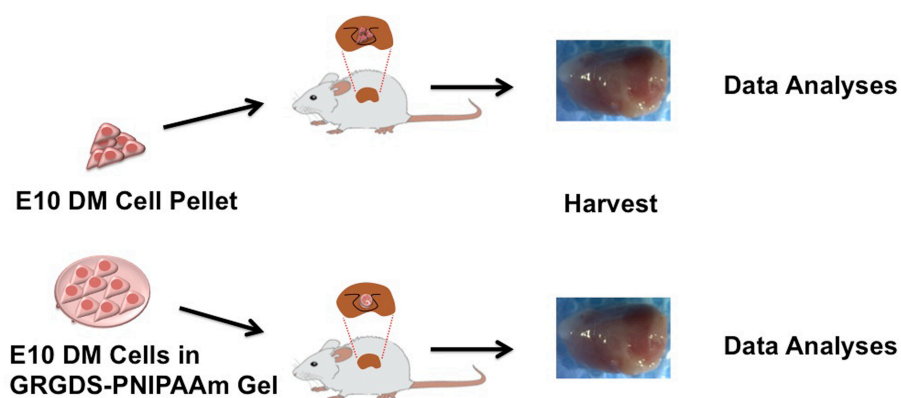 Data Analyses
E10 DM Cell Pellet
Harvest
E10 DM Cells in
GRGDS-PNIPAAm Gel
Data Analyses